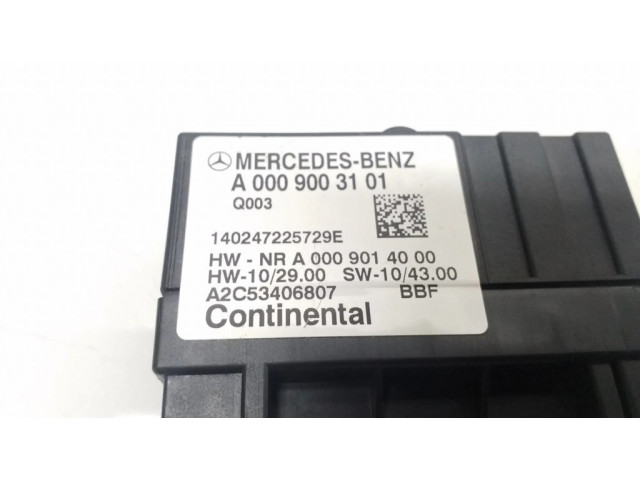 MERCEDES-BENZ
A 000 900 31 01
Q003
140247225729E
HW - NR A 000 901 40 00
HW-10/29.00 SW-10/43.00
A2C53406807 BBF
Continental